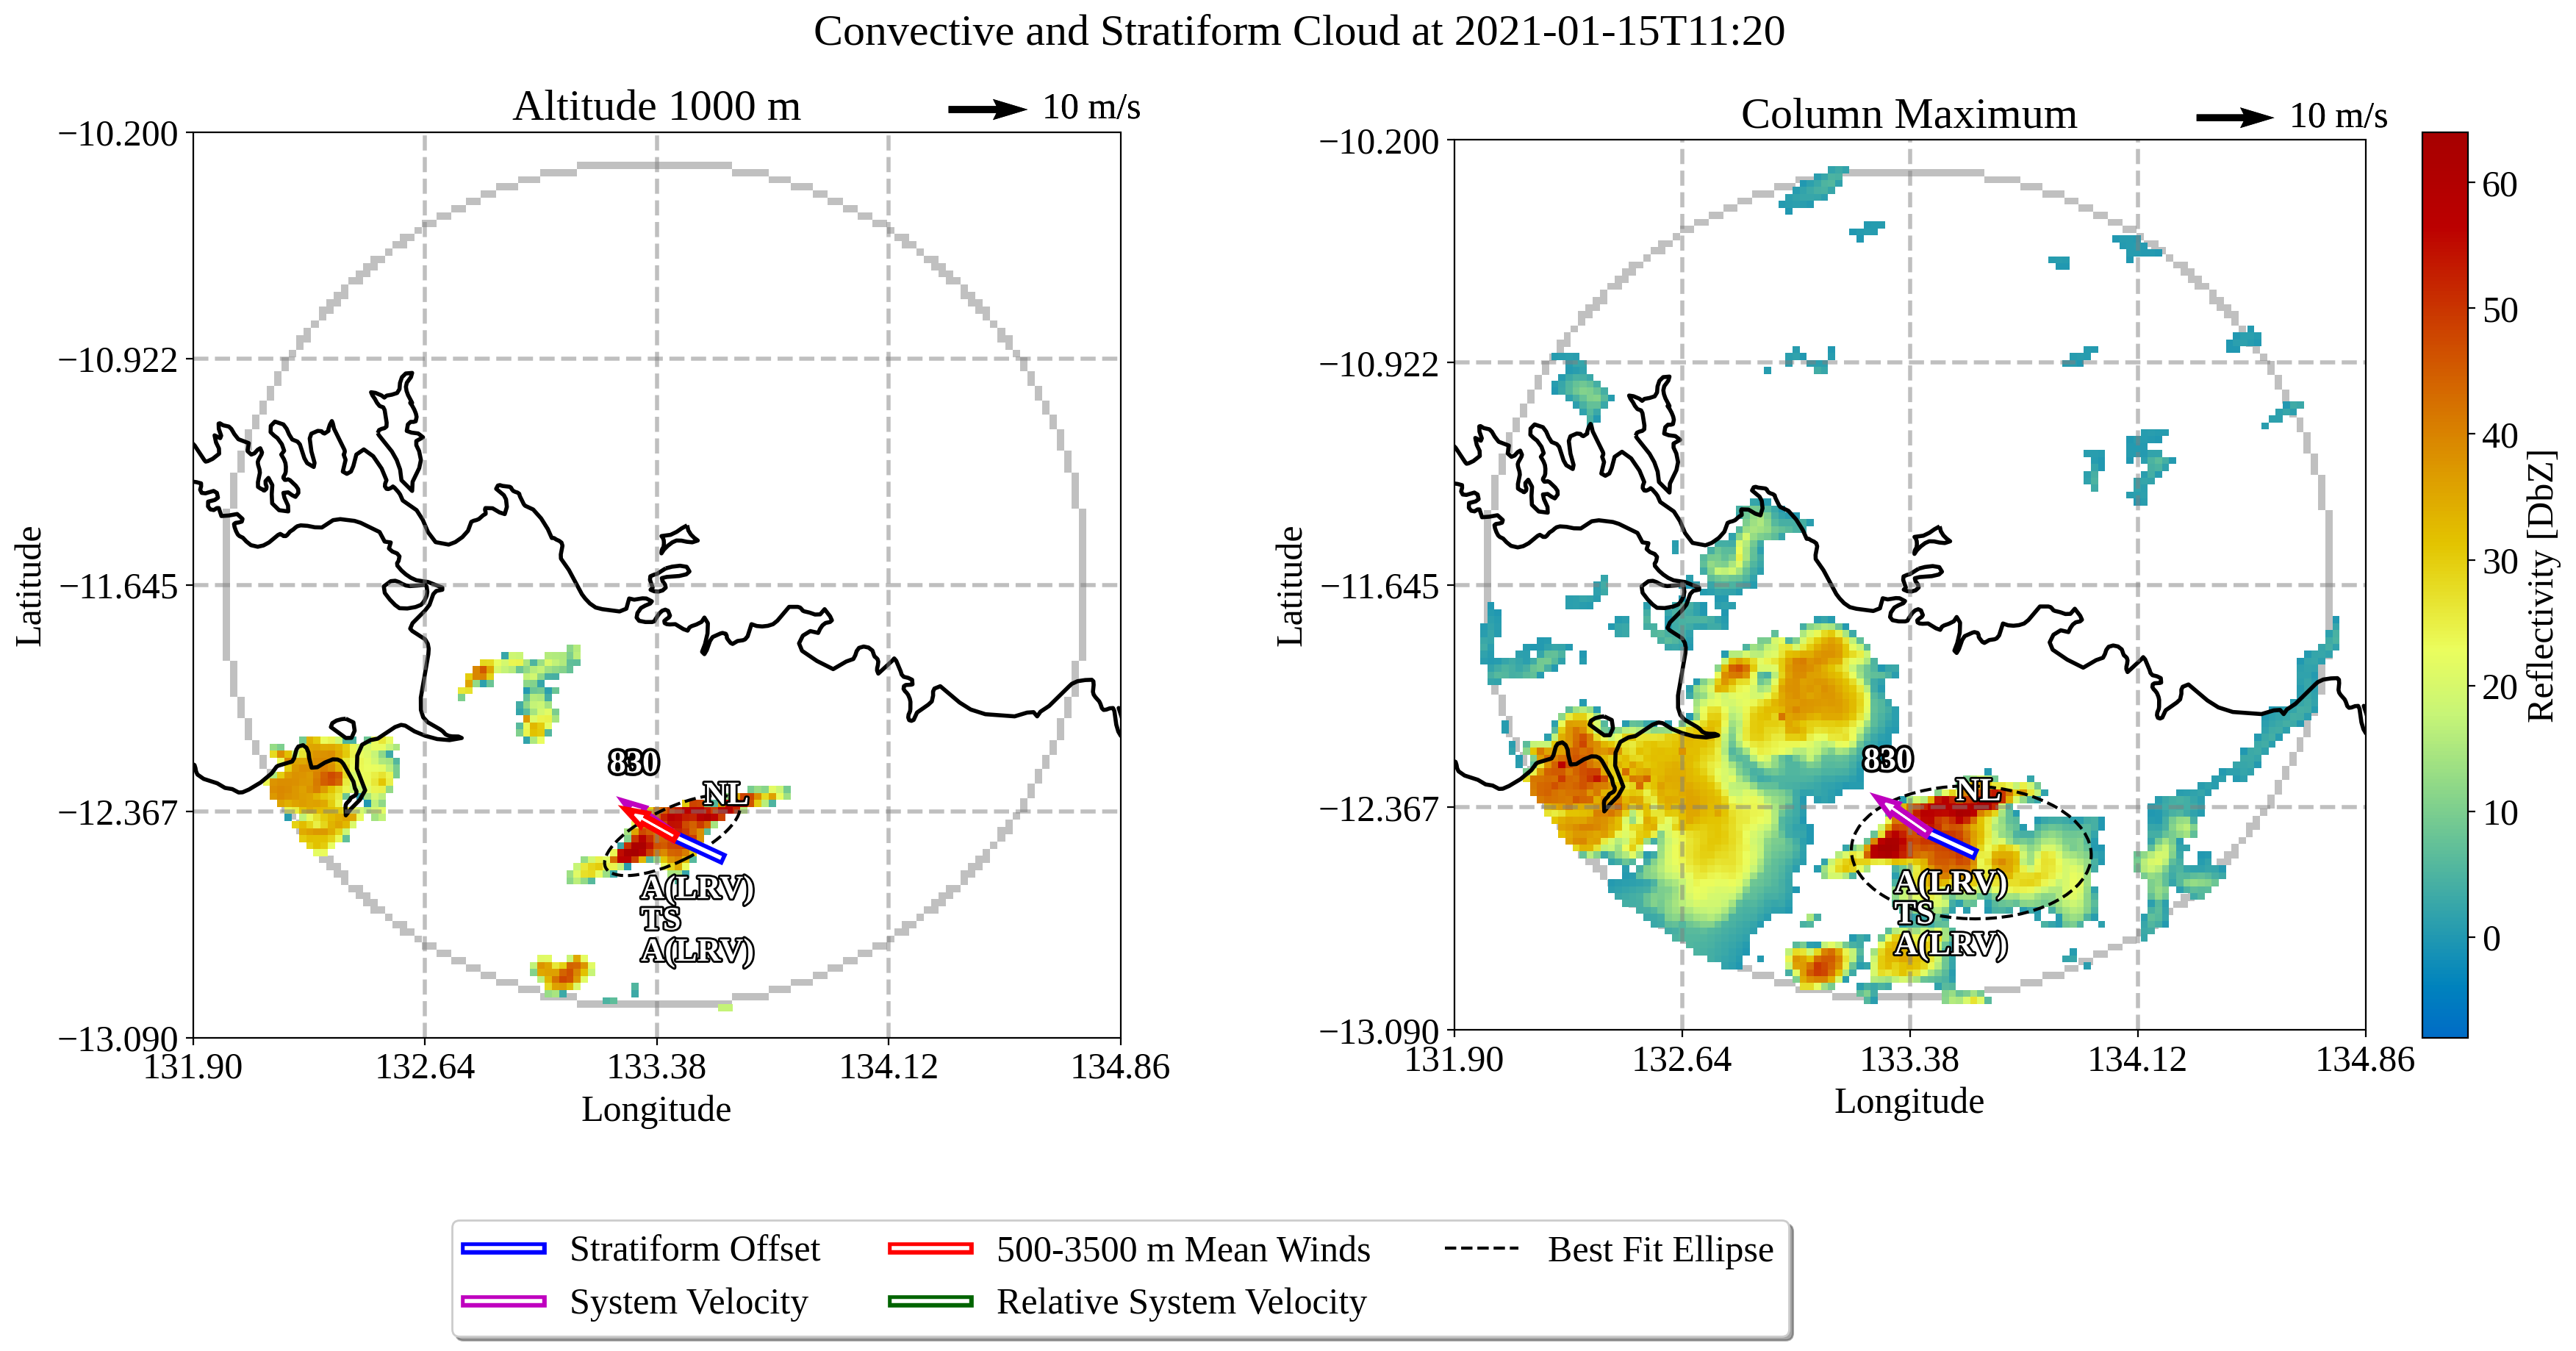 Convective and Stratiform Cloud at 2021-01-15T11:20
Altitude 1000 m
10 m/s
−10.200
−10.922
−11.645
−12.367
−13.090
Latitude
131.90
132.64
133.38
134.12
134.86
Longitude
830
NL
A(LRV)
TS
A(LRV)
Column Maximum
10 m/s
−10.200
−10.922
−11.645
−12.367
−13.090
Latitude
131.90
132.64
133.38
134.12
134.86
Longitude
830
NL
A(LRV)
TS
A(LRV)
60
50
40
30
20
10
0
Reflectivity [DbZ]
Stratiform Offset
500-3500 m Mean Winds
Best Fit Ellipse
System Velocity
Relative System Velocity